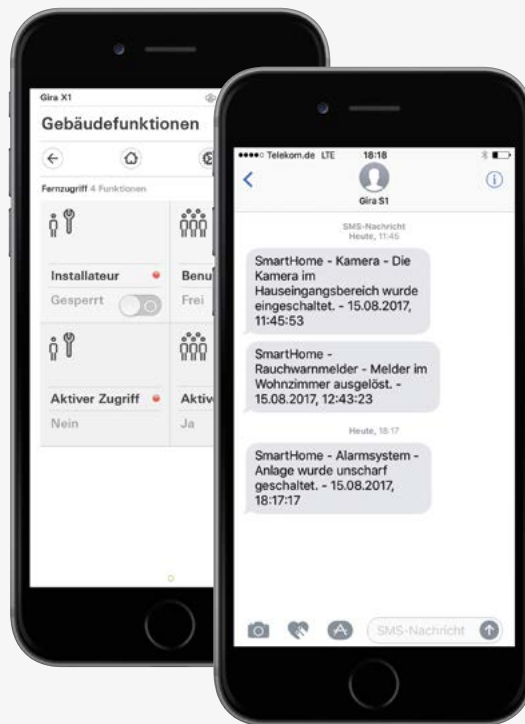 Gira X1
Gebäudefunktionen
Fernzugriff 4 Funktionen
Installateur
Gesperrt
Benu
Frei
Aktiver Zugriff
Nein
Aktiv
Ja
Telekom.de LTE 18:18
Gira S1
SMS-Nachricht
Heute, 11:45
SmartHome - Kamera - Die
Kamera im
Hauseingangsbereich wurde
eingeschaltet. - 15.08.2017,
11:45:53
SmartHome -
Rauchwarnmelder - Melder im
Wohnzimmer ausgelöst. -
15.08.2017, 12:43:23
Heute, 18:17
SmartHome - Alarmsystem -
Anlage wurde unscharf
geschaltet. - 15.08.2017,
18:17:17
SMS-Nachricht